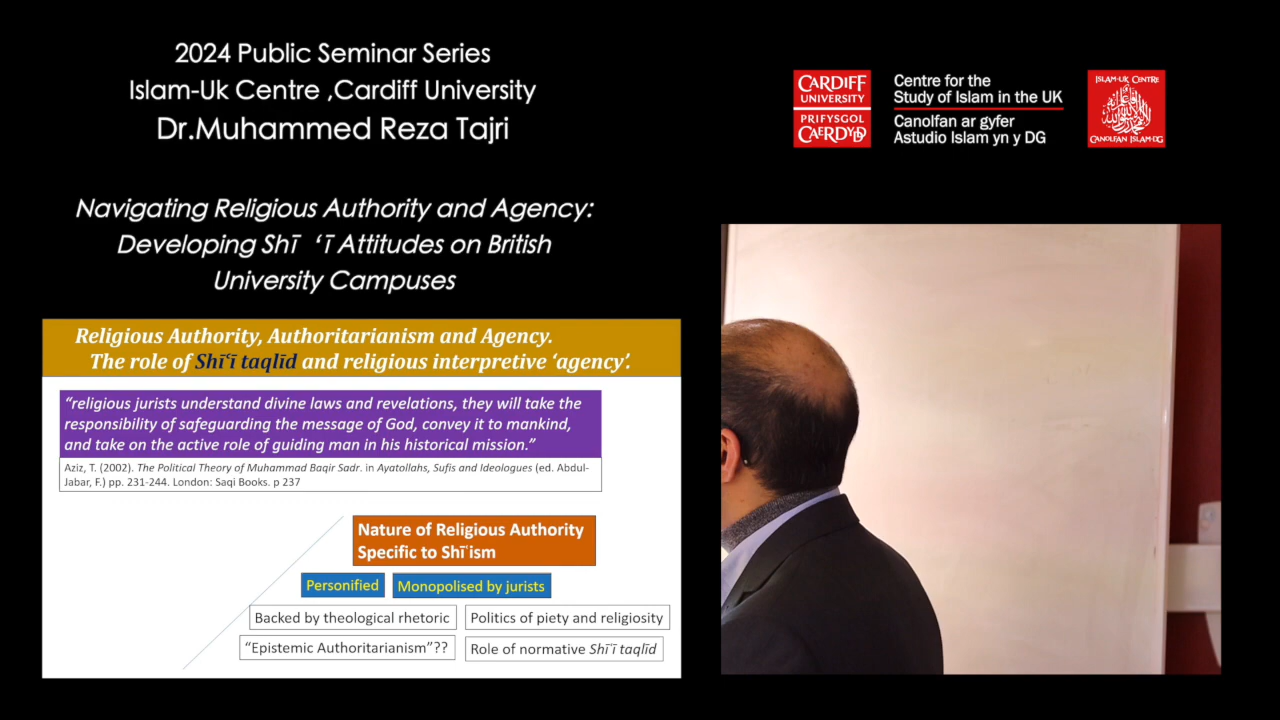 2024 Public Seminar Series
Islam-Uk Centre ,Cardiff University
Dr.Muhammed Reza Tajri
Navigating Religious Authority and Agency:
Developing Shī ‘ī Attitudes on British
University Campuses
CARDIFF
UNIVERSITY
PRIFYSGOL
CAERDYDD
Centre for the
Study of Islam in the UK
Canolfan ar gyfer
Astudio Islam yn y DG
ISLAM-UK CENTRE
CANOLFAN ISLAM-DG
Religious Authority, Authoritarianism and Agency.
The role of Shīʿī taqlīd and religious interpretive ‘agency’.
“religious jurists understand divine laws and revelations, they will take the
responsibility of safeguarding the message of God, convey it to mankind,
and take on the active role of guiding man in his historical mission.”
Aziz, T. (2002). The Political Theory of Muhammad Baqir Sadr. in Ayatollahs, Sufis and Ideologues (ed. Abdul-
Jabar, F.) pp. 231-244. London: Saqi Books. p 237
Nature of Religious Authority
Specific to Shīʿism
Personified
Monopolised by jurists
Backed by theological rhetoric
Politics of piety and religiosity
“Epistemic Authoritarianism”??
Role of normative Shīʿī taqlīd